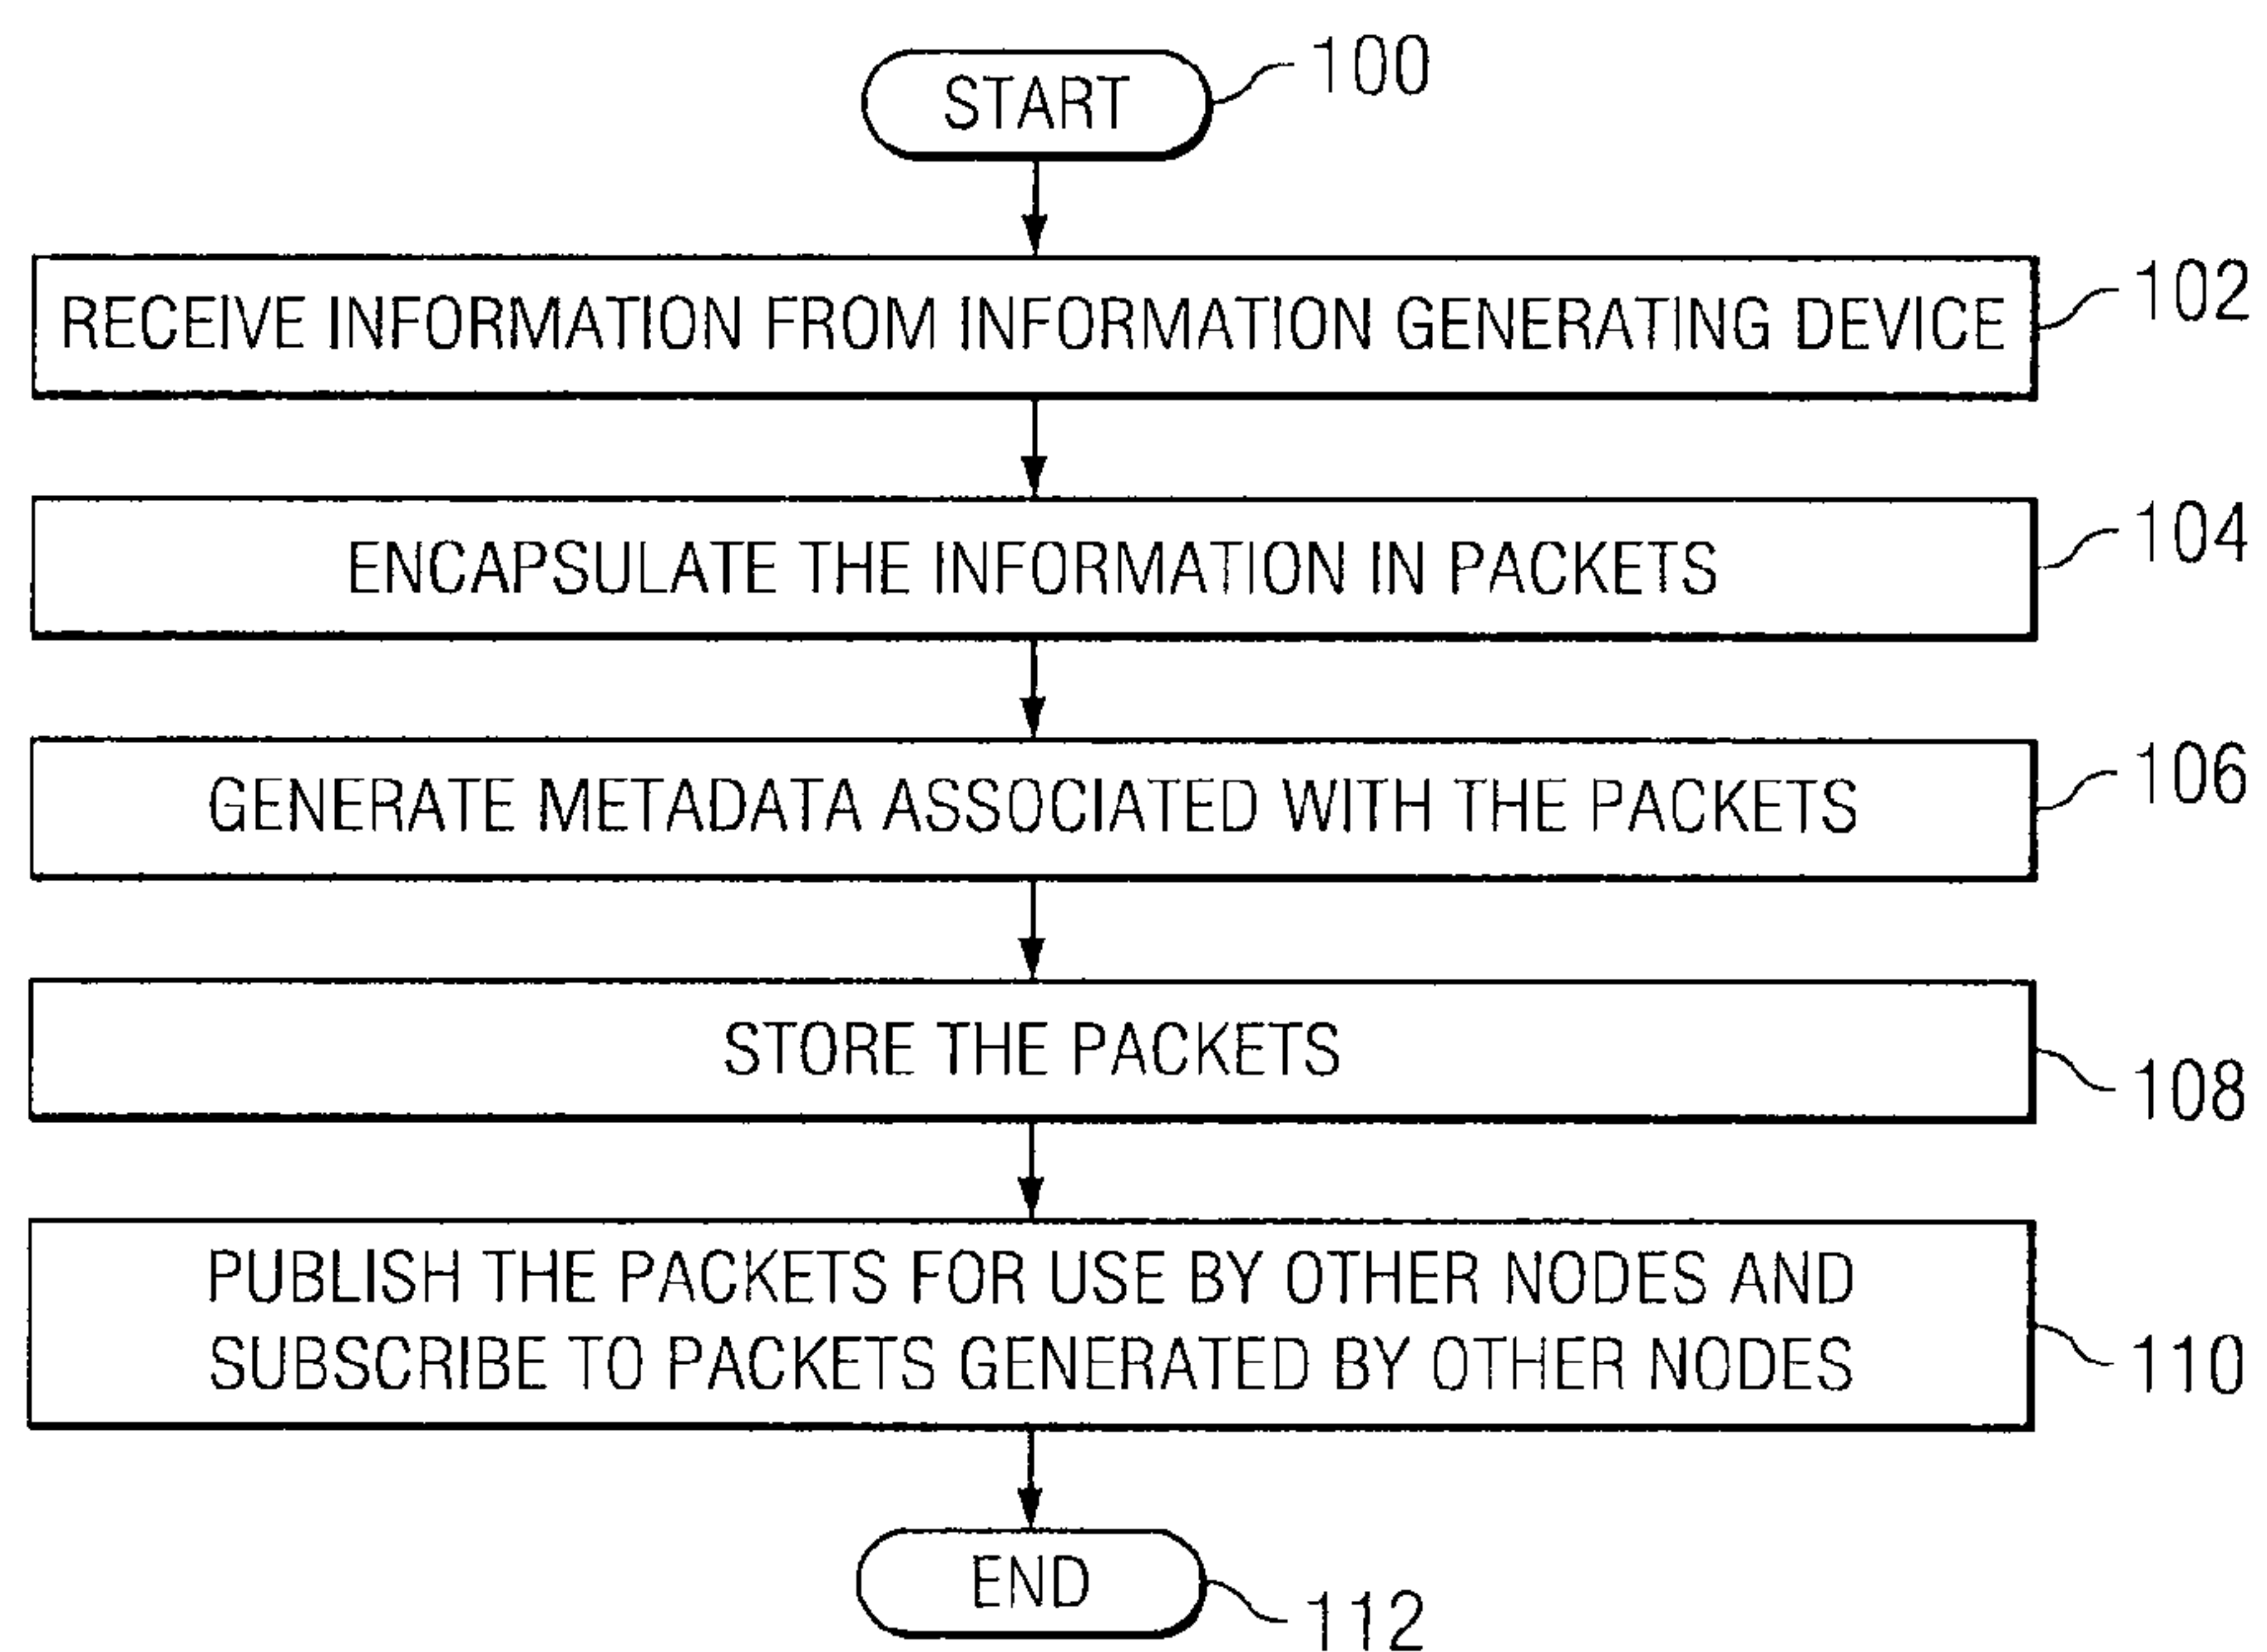 START
100
RECEIVE INFORMATION FROM INFORMATION GENERATING DEVICE
102
ENCAPSULATE THE INFORMATION IN PACKETS
104
GENERATE METADATA ASSOCIATED WITH THE PACKETS
106
STORE THE PACKETS
108
PUBLISH THE PACKETS FOR USE BY OTHER NODES AND
SUBSCRIBE TO PACKETS GENERATED BY OTHER NODES
110
END
112